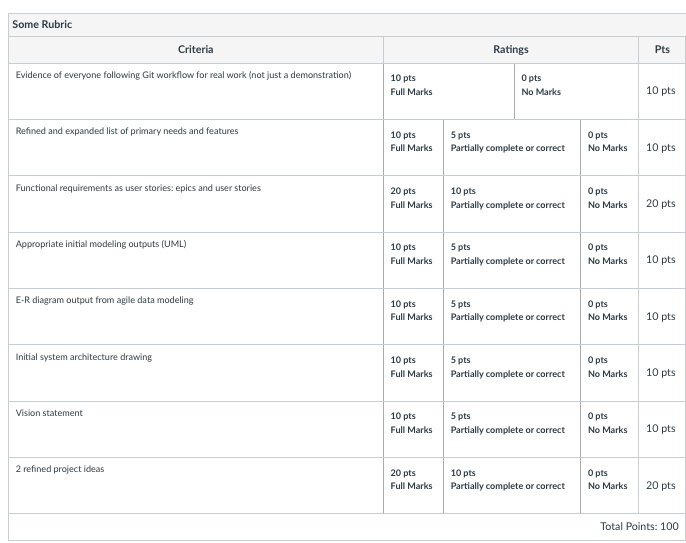 Some Rubric
Criteria Ratings Pts
Evidence of everyone following Git workflow for real work (not just a demonstration)
10 pts
Full Marks
0 pts
No Marks
10 pts
Refined and expanded list of primary needs and features
10 pts
Full Marks
5 pts
Partially complete or correct
0 pts
No Marks
10 pts
Functional requirements as user stories: epics and user stories
20 pts
Full Marks
10 pts
Partially complete or correct
0 pts
No Marks
20 pts
Appropriate initial modeling outputs (UML)
10 pts
Full Marks
5 pts
Partially complete or correct
0 pts
No Marks
10 pts
E-R diagram output from agile data modeling
10 pts
Full Marks
5 pts
Partially complete or correct
0 pts
No Marks
10 pts
Initial system architecture drawing
10 pts
Full Marks
5 pts
Partially complete or correct
0 pts
No Marks
10 pts
Vision statement
10 pts
Full Marks
5 pts
Partially complete or correct
0 pts
No Marks
10 pts
2 refined project ideas
20 pts
Full Marks
10 pts
Partially complete or correct
0 pts
No Marks
20 pts
Total Points: 100